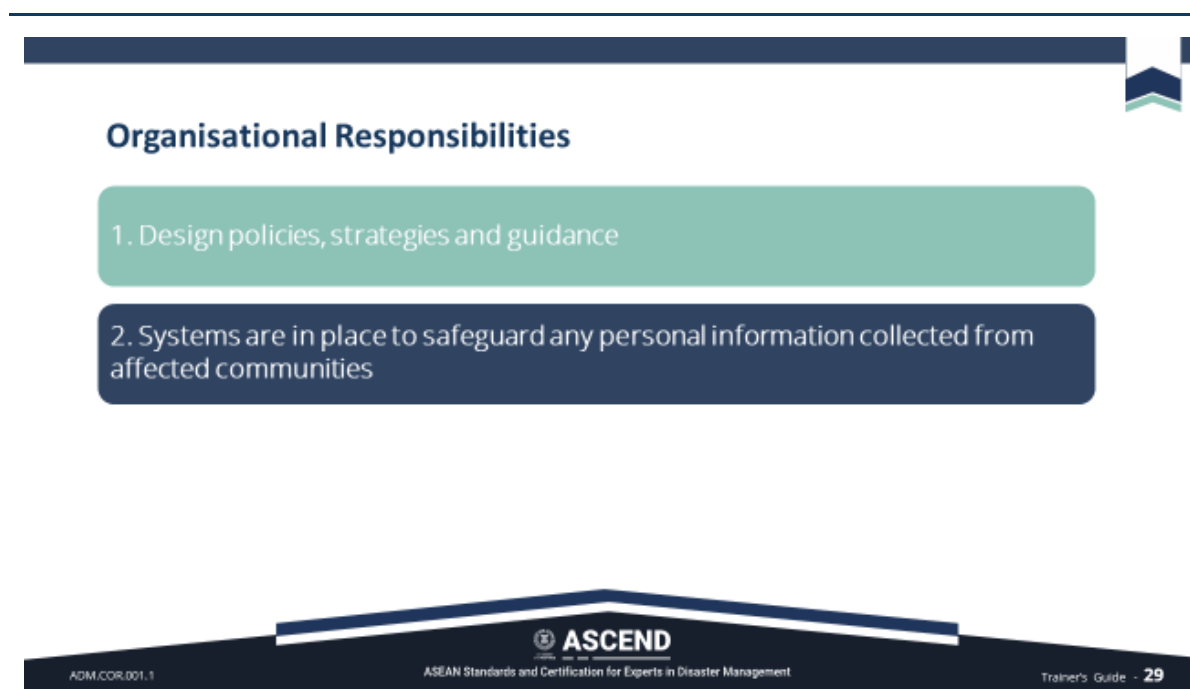 Organisational Responsibilities
1. Design policies, strategies and guidance
2. Systems are in place to safeguard any personal information collected from
affected communities
ASCEND
ASEAN Standards and Certification for Experts in Disaster Management
ADM.COR.001.1
Trainer's Guide - 29